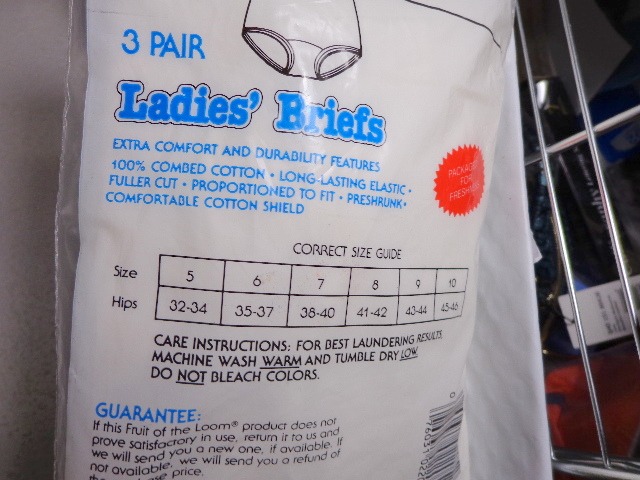 3 PAIR
Ladies' Briefs
EXTRA COMFORT AND DURABILITY FEATURES
100% COMBED COTTON • LONG-LASTING ELASTIC •
FULLER CUT • PROPORTIONED TO FIT • PRESHRUNK •
COMFORTABLE COTTON SHIELD
PACKAGED
FOR
CORRECT SIZE GUIDE
Size 5 6 7 8 9 10
Hips 32-34 35-37 38-40 41-42 43-44 45-46
CARE INSTRUCTIONS: FOR BEST LAUNDERING RESULTS,
MACHINE WASH WARM AND TUMBLE DRY LOW.
DO NOT BLEACH COLORS.
GUARANTEE:
If this Fruit of the Loom® product does not
prove satisfactory in use, return it to us and
we will send you a new one, if available. If
not available, we will send you a refund of
price.